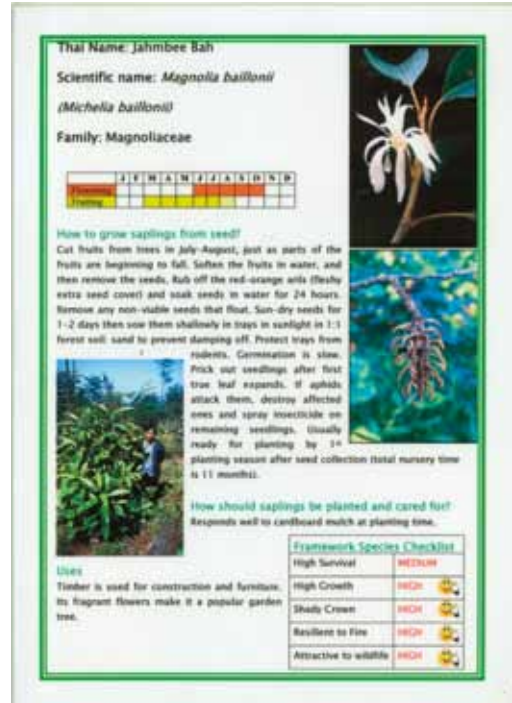 Thai Name: Jahmbee Bah
Scientific name: Magnolia baillonii
(Michelia baillonii)
Family: Magnoliaceae
J F M A M J J A S O N D
Flowering
Fruiting
How to grow saplings from seed?
Cut fruits from trees in July-August, just as parts of the
fruits are beginning to fall. Soften the fruits in water, and
then remove the seeds. Rub off the red-orange arils (fleshy
extra seed cover) and soak seeds in water for 24 hours.
Remove any non-viable seeds that float. Sun-dry seeds for
1-2 days then sow them shallowly in trays in sunlight in 1:1
forest soil: sand to prevent damping off. Protect trays from
rodents. Germination is slow.
Prick out seedlings after first
true leaf expands. If aphids
attack them, destroy affected
ones and spray insecticide on
remaining seedlings. Usually
ready for planting by 1st
planting season after seed collection (total nursery time
is 11 months).
How should saplings be planted and cared for?
Responds well to cardboard mulch at planting time.
Uses
Timber is used for construction and furniture.
Its fragrant flowers make it a popular garden
tree.
Framework Species Checklist
High Survival MEDIUM
High Growth HIGH
Shady Crown HIGH
Resilient to Fire HIGH
Attractive to wildlife HIGH